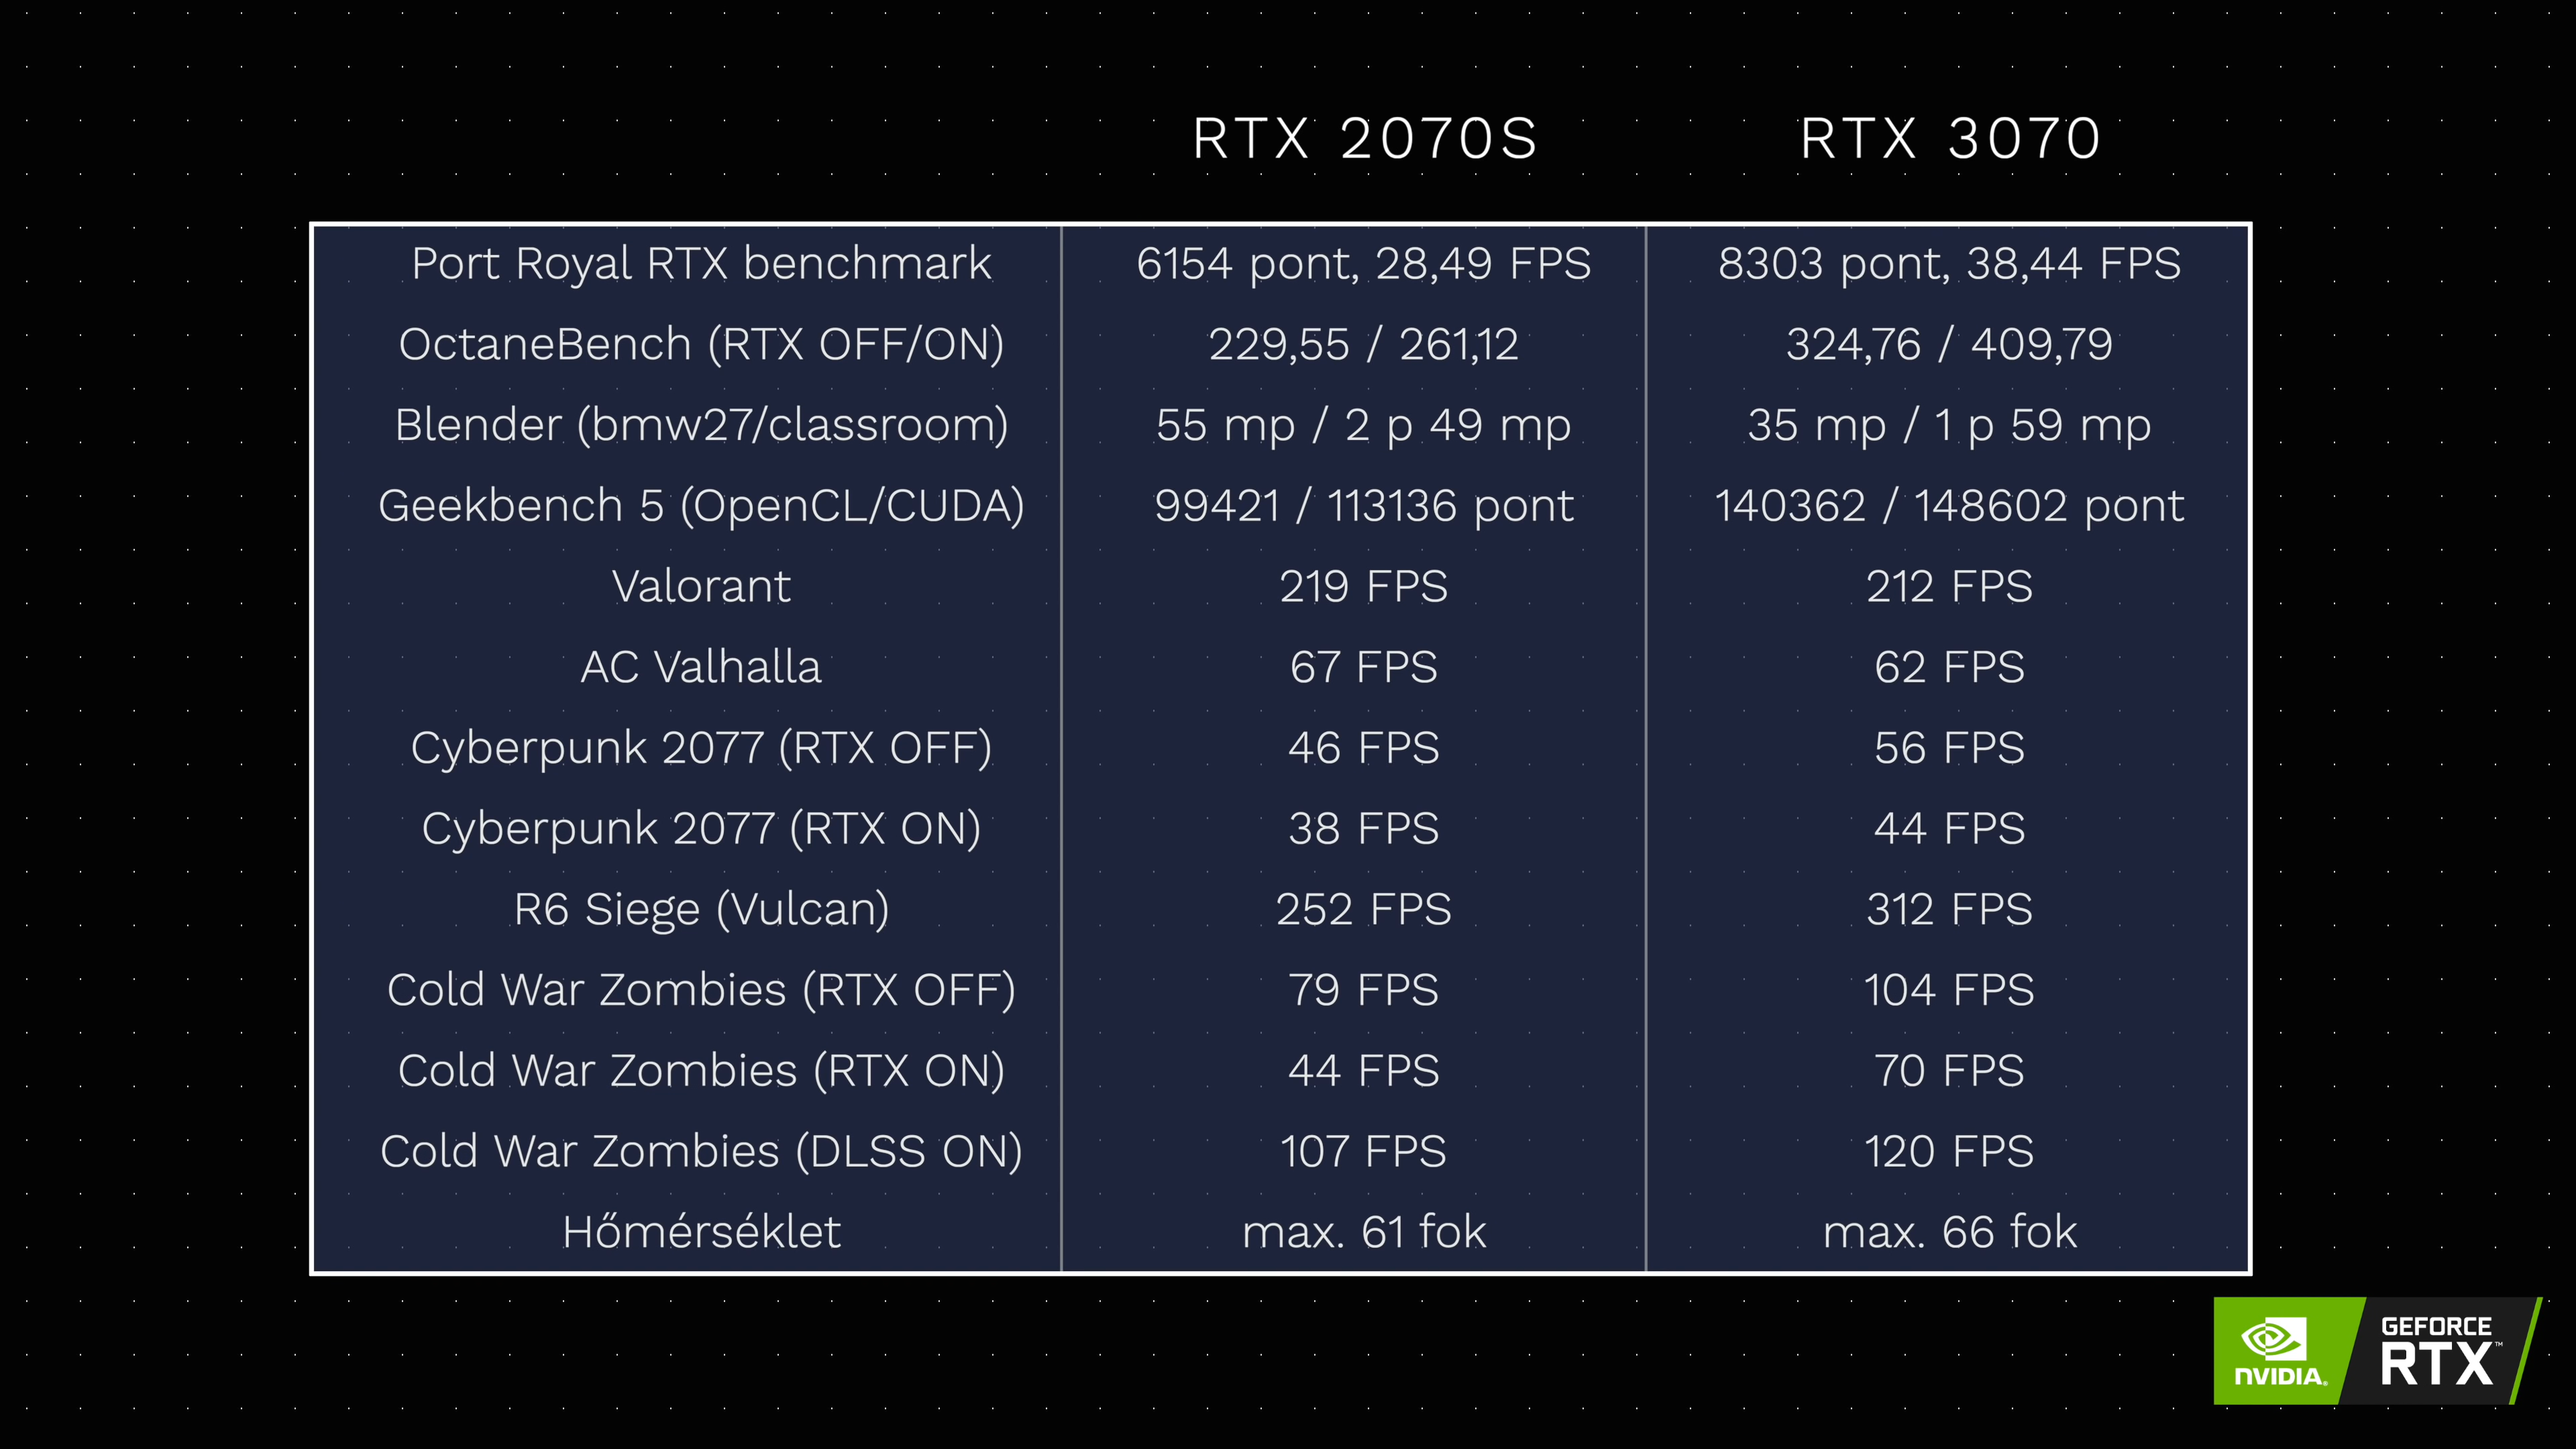 RTX 2070S RTX 3070
Port Royal RTX benchmark 6154 pont, 28,49 FPS 8303 pont, 38,44 FPS
OctaneBench (RTX OFF/ON) 229,55 / 261,12 324,76 / 409,79
Blender (bmw27/classroom) 55 mp / 2 p 49 mp 35 mp / 1 p 59 mp
Geekbench 5 (OpenCL/CUDA) 99421 / 113136 pont 140362 / 148602 pont
Valorant 219 FPS 212 FPS
AC Valhalla 67 FPS 62 FPS
Cyberpunk 2077 (RTX OFF) 46 FPS 56 FPS
Cyberpunk 2077 (RTX ON) 38 FPS 44 FPS
R6 Siege (Vulcan) 252 FPS 312 FPS
Cold War Zombies (RTX OFF) 79 FPS 104 FPS
Cold War Zombies (RTX ON) 44 FPS 70 FPS
Cold War Zombies (DLSS ON) 107 FPS 120 FPS
Hőmérséklet max. 61 fok max. 66 fok
NVIDIA.
GEFORCE
RTX™